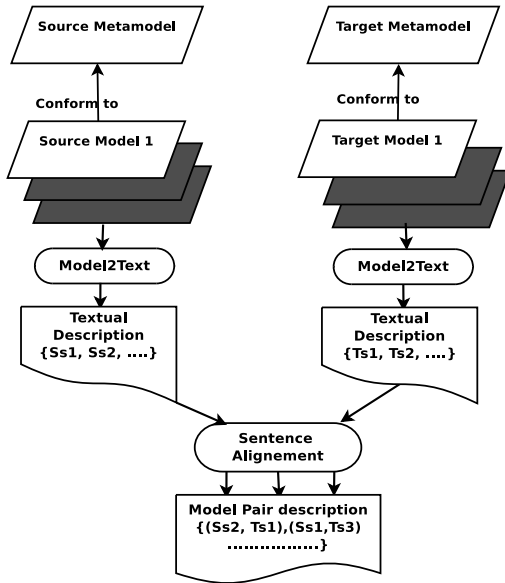 Source Metamodel
Target Metamodel
Conform to
Conform to
Source Model 1
Target Model 1
Model2Text
Model2Text
Textual
Description
{Ss1, Ss2, ....}
Textual
Description
{Ts1, Ts2, ....}
Sentence
Alignement
Model Pair description
{(Ss2, Ts1),(Ss1,Ts3)
.................}